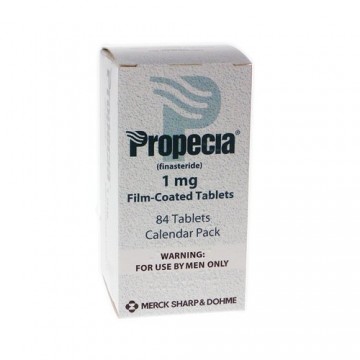 Propecia®
(finasteride)
1 mg
Film-Coated Tablets
84 Tablets
Calendar Pack
WARNING:
FOR USE BY MEN ONLY
MERCK SHARP & DOHME